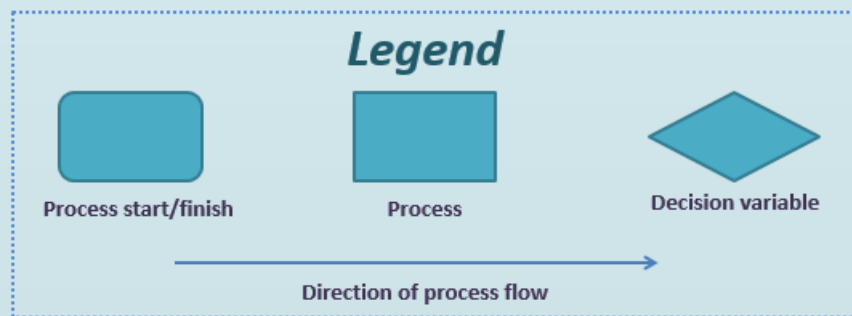 Legend
Process start/finish
Process
Decision variable
Direction of process flow